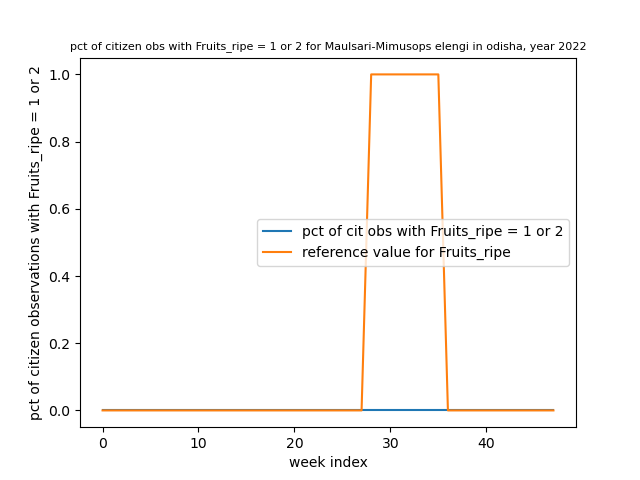 pct of citizen obs with Fruits_ripe = 1 or 2 for Maulsari-Mimusops elengi in odisha, year 2022
pct of citizen observations with Fruits_ripe = 1 or 2
1.0
0.8
0.6
0.4
0.2
0.0
pct of cit obs with Fruits_ripe = 1 or 2
reference value for Fruits_ripe
0 10 20 30 40
week index